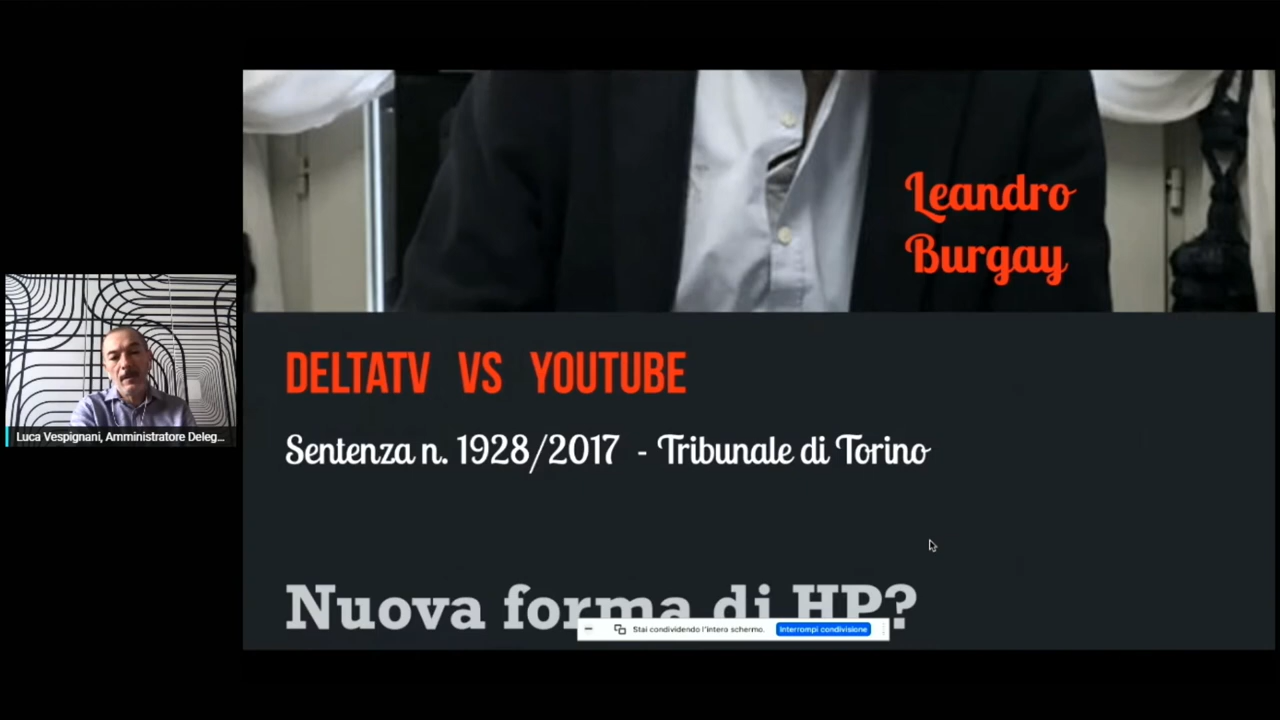 Leandro
Burgay
DELTATV VS YOUTUBE
Sentenza n. 1928/2017 - Tribunale di Torino
Nuova forma di HP?
Stai condividendo l'intero schermo. Interrompi condivisione
Luca Vespignani, Amministratore Deleg...